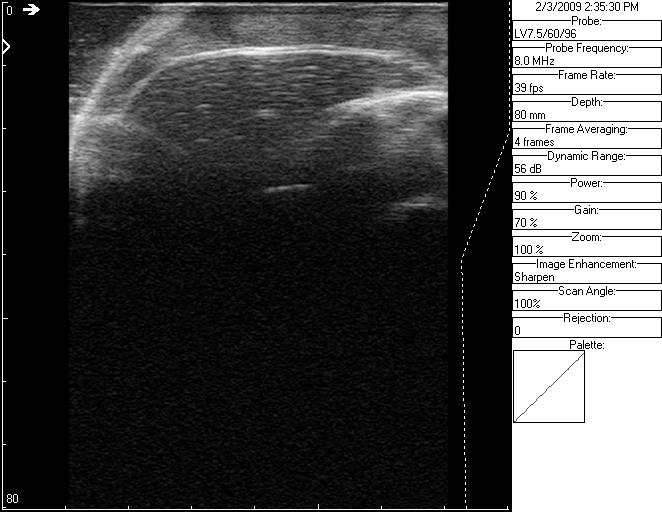 0
80
2/3/2009 2:35:30 PM
Probe:
LV7.5/60/96
Probe Frequency:
8.0 MHz
Frame Rate:
39 fps
Depth:
80 mm
Frame Averaging:
4 frames
Dynamic Range:
56 dB
Power:
90 %
Gain:
70 %
Zoom:
100 %
Image Enhancement:
Sharpen
Scan Angle:
100%
Rejection:
0
Palette: